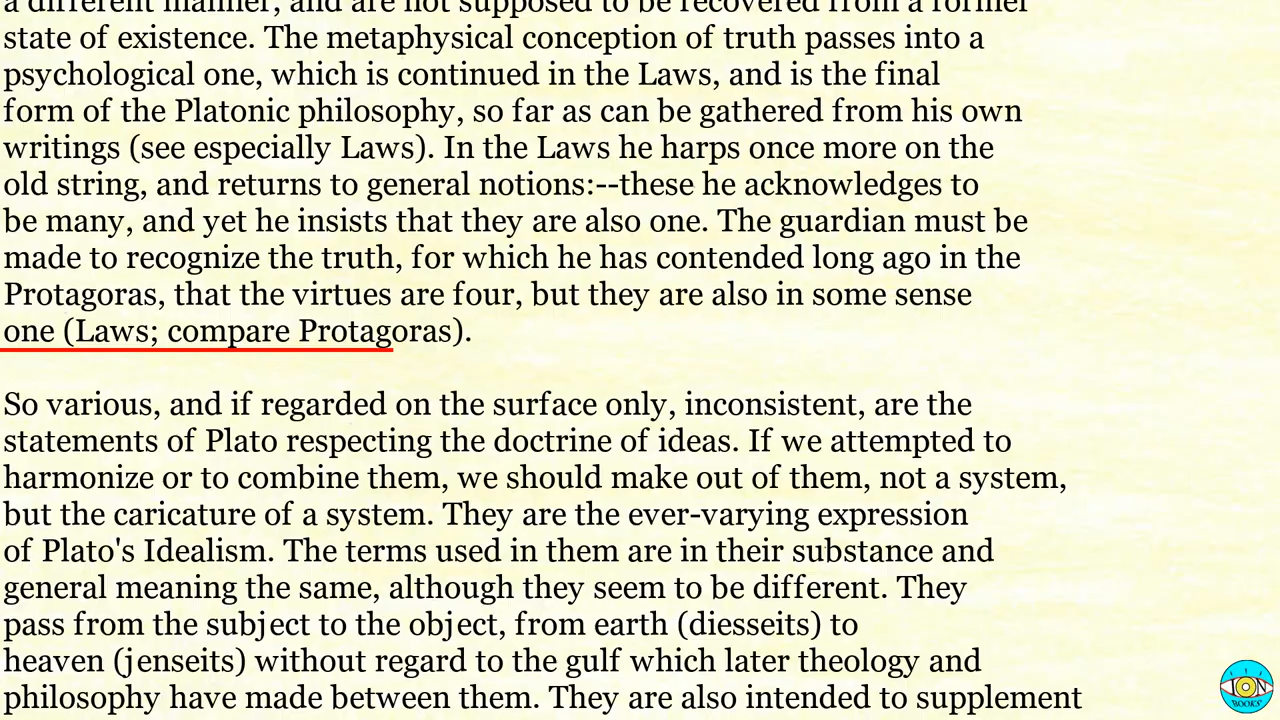 a different manner, and are not supposed to be recovered from a former
state of existence. The metaphysical conception of truth passes into a
psychological one, which is continued in the Laws, and is the final
form of the Platonic philosophy, so far as can be gathered from his own
writings (see especially Laws). In the Laws he harps once more on the
old string, and returns to general notions:--these he acknowledges to
be many, and yet he insists that they are also one. The guardian must be
made to recognize the truth, for which he has contended long ago in the
Protagoras, that the virtues are four, but they are also in some sense
one (Laws; compare Protagoras).
So various, and if regarded on the surface only, inconsistent, are the
statements of Plato respecting the doctrine of ideas. If we attempted to
harmonize or to combine them, we should make out of them, not a system,
but the caricature of a system. They are the ever-varying expression
of Plato's Idealism. The terms used in them are in their substance and
general meaning the same, although they seem to be different. They
pass from the subject to the object, from earth (diesseits) to
heaven (jenseits) without regard to the gulf which later theology and
philosophy have made between them. They are also intended to supplement
ION
BOOKS